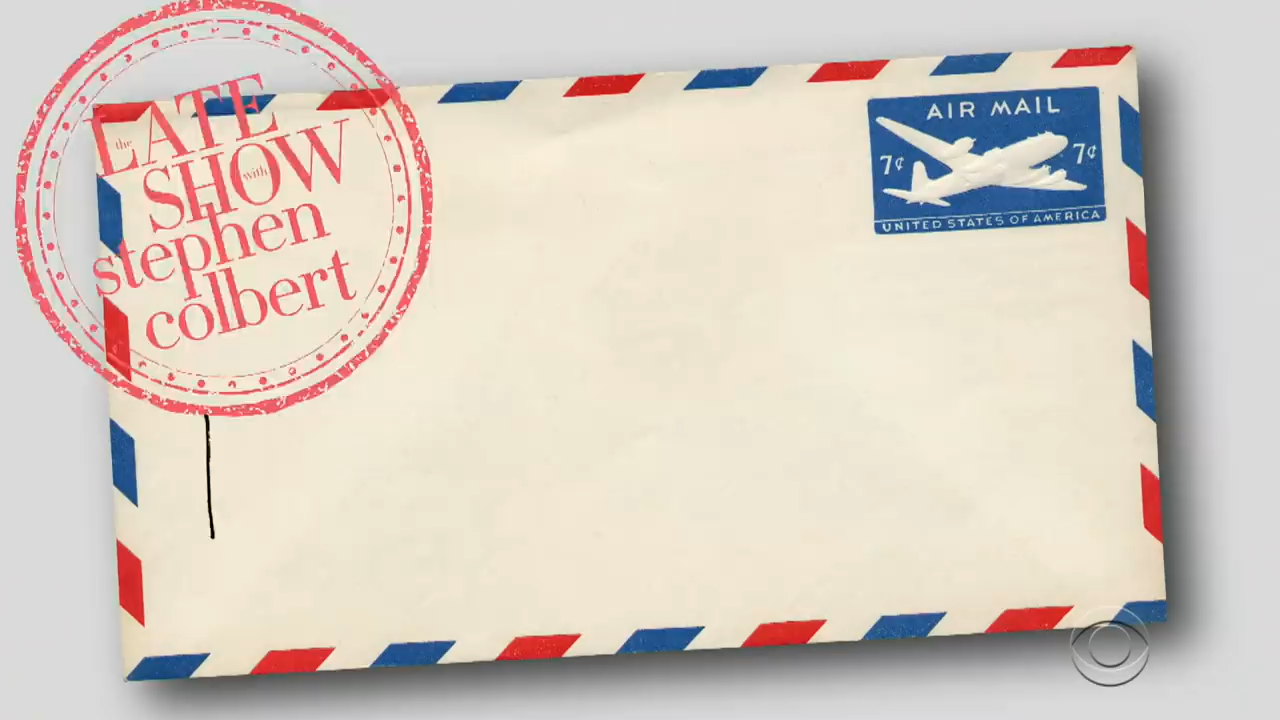 the LATE
SHOW with
stephen
colbert
AIR MAIL
7¢ 7¢
UNITED STATES OF AMERICA